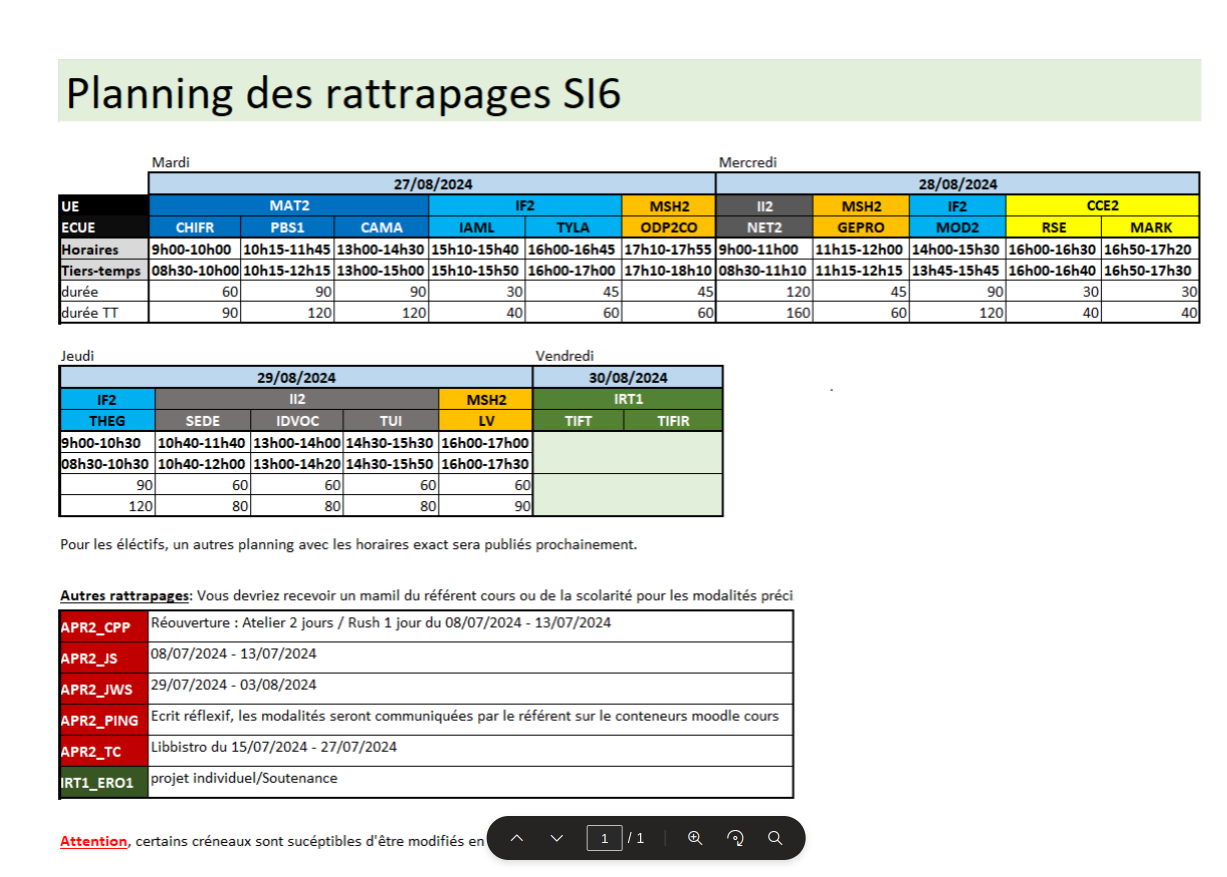 Planning des rattrapages SI6
Mardi Mercredi
27/08/2024 28/08/2024
UE MAT2 IF2 MSH2 II2 MSH2 IF2 CCE2
ECUE CHIFR PBS1 CAMA IAML TYLA ODP2CO NET2 GEPRO MOD2 RSE MARK
Horaires 9h00-10h00 10h15-11h45 13h00-14h30 15h10-15h40 16h00-16h45 17h10-17h55 9h00-11h00 11h15-12h00 14h00-15h30 16h00-16h30 16h50-17h20
Tiers-temps 08h30-10h00 10h15-12h15 13h00-15h00 15h10-15h50 16h00-17h00 17h10-18h10 08h30-11h10 11h15-12h15 13h45-15h45 16h00-16h40 16h50-17h30
durée 60 90 90 30 45 45 120 45 90 30 30
durée TT 90 120 120 40 60 60 160 60 120 40 40
Jeudi Vendredi
29/08/2024 30/08/2024
IF2 II2 MSH2 IRT1
THEG SEDE IDVOC TUI LV TIFT TIFIR
9h00-10h30 10h40-11h40 13h00-14h00 14h30-15h30 16h00-17h00
08h30-10h30 10h40-12h00 13h00-14h20 14h30-15h50 16h00-17h30
90 60 60 60 60
120 80 80 80 90
Pour les éléctifs, un autres planning avec les horaires exact sera publiés prochainement.
Autres rattrapages: Vous devriez recevoir un mamil du référent cours ou de la scolarité pour les modalités préci
APR2_CPP Réouverture : Atelier 2 jours / Rush 1 jour du 08/07/2024 - 13/07/2024
APR2_JS 08/07/2024 - 13/07/2024
APR2_JWS 29/07/2024 - 03/08/2024
APR2_PING Ecrit réflexif, les modalités seront communiquées par le référent sur le conteneurs moodle cours
APR2_TC Libbistro du 15/07/2024 - 27/07/2024
IRT1_ERO1 projet individuel/Soutenance
Attention, certains créneaux sont sucéptibles d'être modifiés en
1 / 1